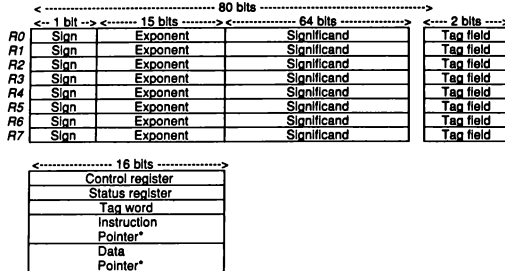 <------------------------ 80 bits ------------------------>
<-- 1 bit --> <------- 15 bits -------> <---------- 64 bits ----------> <---- 2 bits ---->
R0 Sign Exponent Significand Tag field
R1 Sign Exponent Significand Tag field
R2 Sign Exponent Significand Tag field
R3 Sign Exponent Significand Tag field
R4 Sign Exponent Significand Tag field
R5 Sign Exponent Significand Tag field
R6 Sign Exponent Significand Tag field
R7 Sign Exponent Significand Tag field
<---------------- 16 bits -------------->
Control register
Status register
Tag word
Instruction
Pointer*
Data
Pointer*